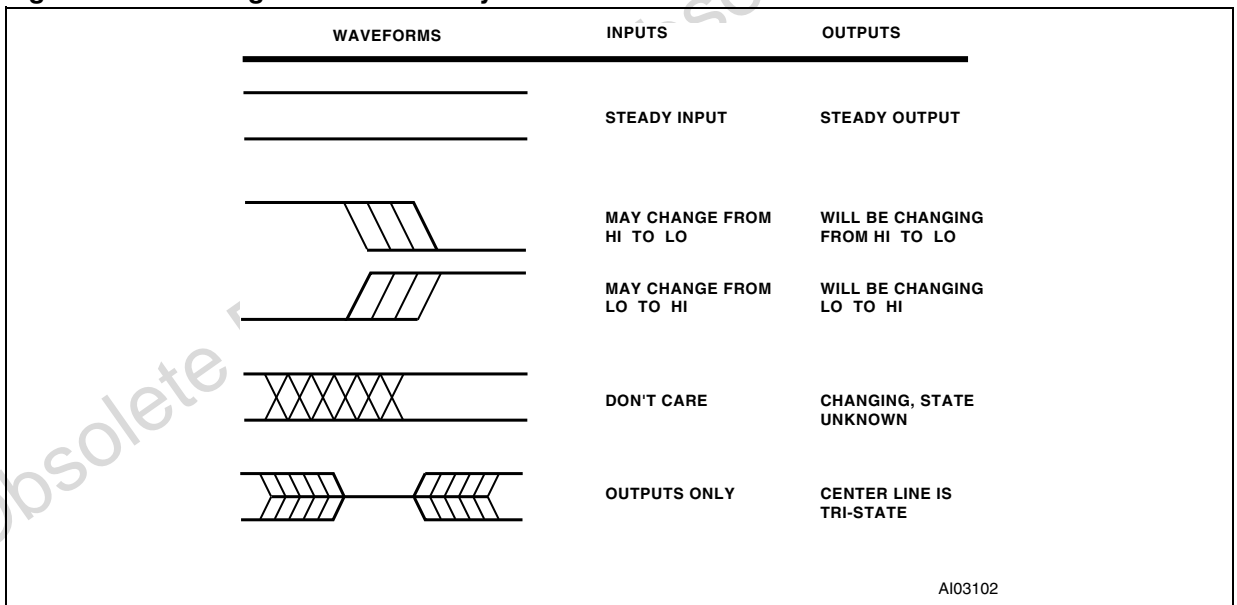 WAVEFORMS INPUTS OUTPUTS
STEADY INPUT STEADY OUTPUT
MAY CHANGE FROM WILL BE CHANGING
HI TO LO FROM HI TO LO
MAY CHANGE FROM WILL BE CHANGING
LO TO HI LO TO HI
DON'T CARE CHANGING, STATE
UNKNOWN
OUTPUTS ONLY CENTER LINE IS
TRI-STATE
AI03102
Obsolete